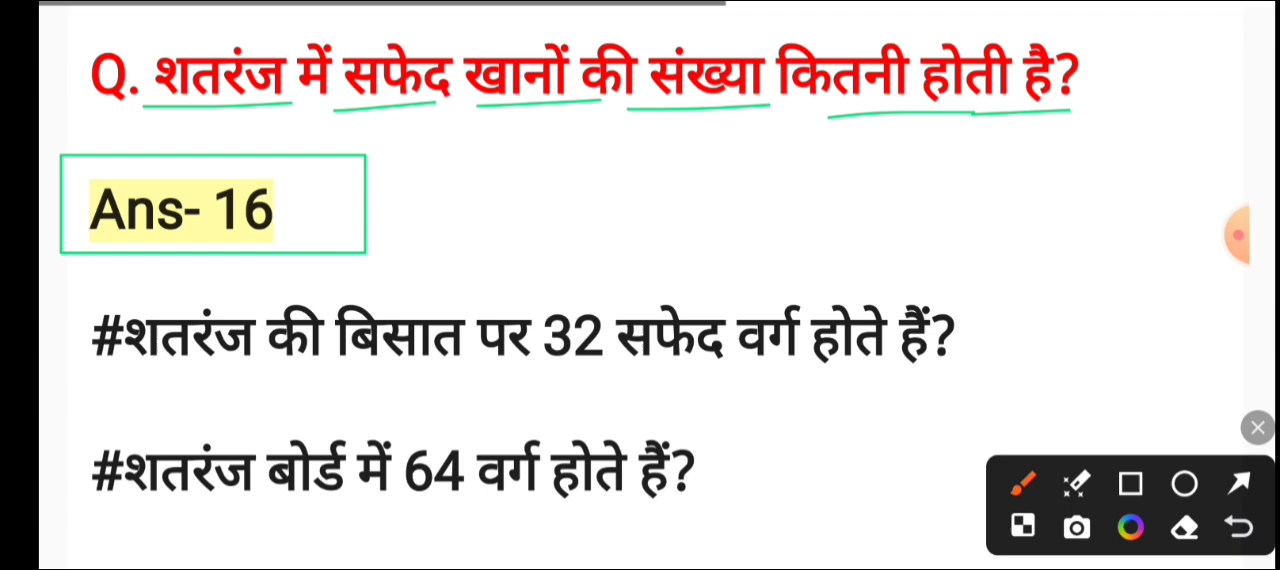 Q. शतरंज में सफेद खानों की संख्या कितनी होती है?
Ans- 16
#शतरंज की बिसात पर 32 सफेद वर्ग होते हैं?
#शतरंज बोर्ड में 64 वर्ग होते हैं?